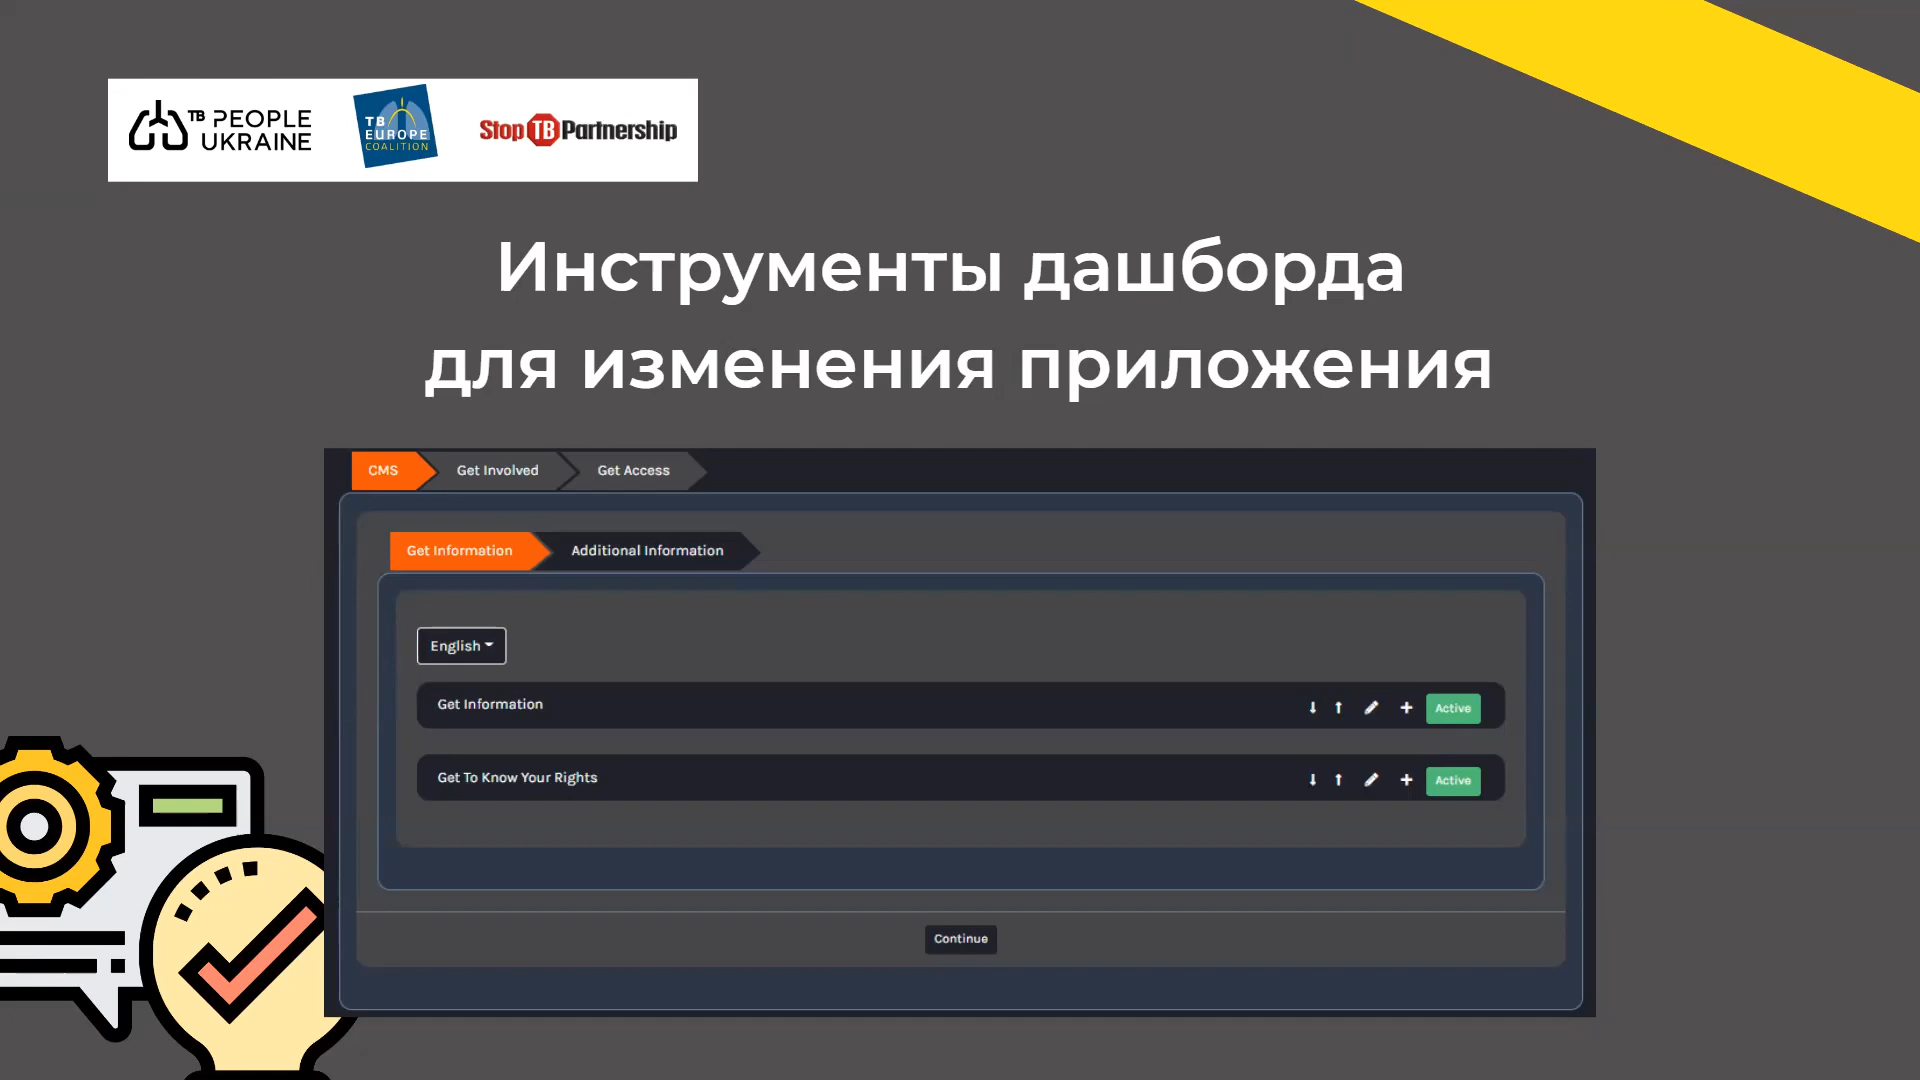 TB PEOPLE
UKRAINE
TB
EUROPE
COALITION
Stop TB Partnership
Инструменты дашборда
для изменения приложения
CMS
Get Involved
Get Access
Get Information
Additional Information
English
Get Information
Active
Get To Know Your Rights
Active
Continue